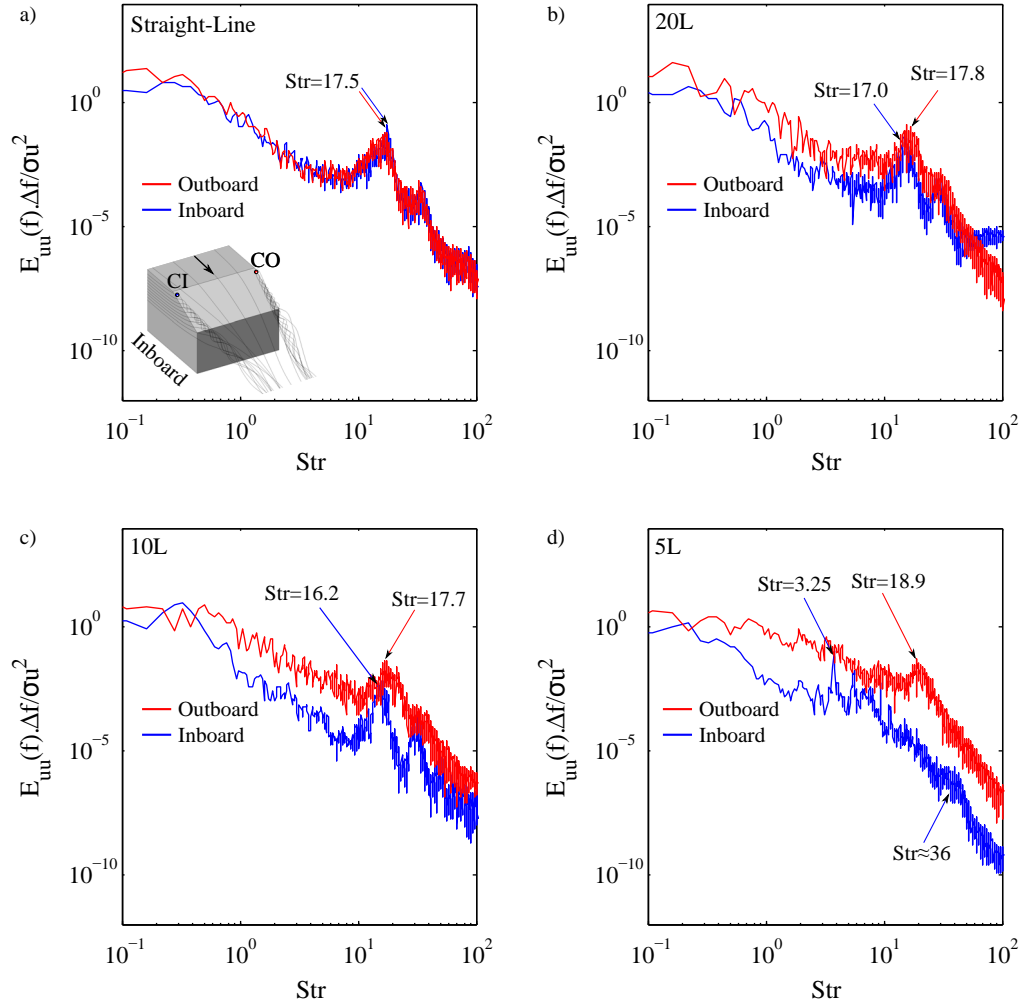 a)
Straight-Line
Str=17.5
Outboard
Inboard
CI
CO
Inboard
E_uu(f).Δf/σu^2
10^0
10^−5
10^−10
10^−1
10^0
10^1
10^2
Str
b)
20L
Str=17.0
Str=17.8
Outboard
Inboard
E_uu(f).Δf/σu^2
10^0
10^−5
10^−10
10^−1
10^0
10^1
10^2
Str
c)
10L
Str=16.2
Str=17.7
Outboard
Inboard
E_uu(f).Δf/σu^2
10^0
10^−5
10^−10
10^−1
10^0
10^1
10^2
Str
d)
5L
Str=3.25
Str=18.9
Outboard
Inboard
Str≈36
E_uu(f).Δf/σu^2
10^0
10^−5
10^−10
10^−1
10^0
10^1
10^2
Str